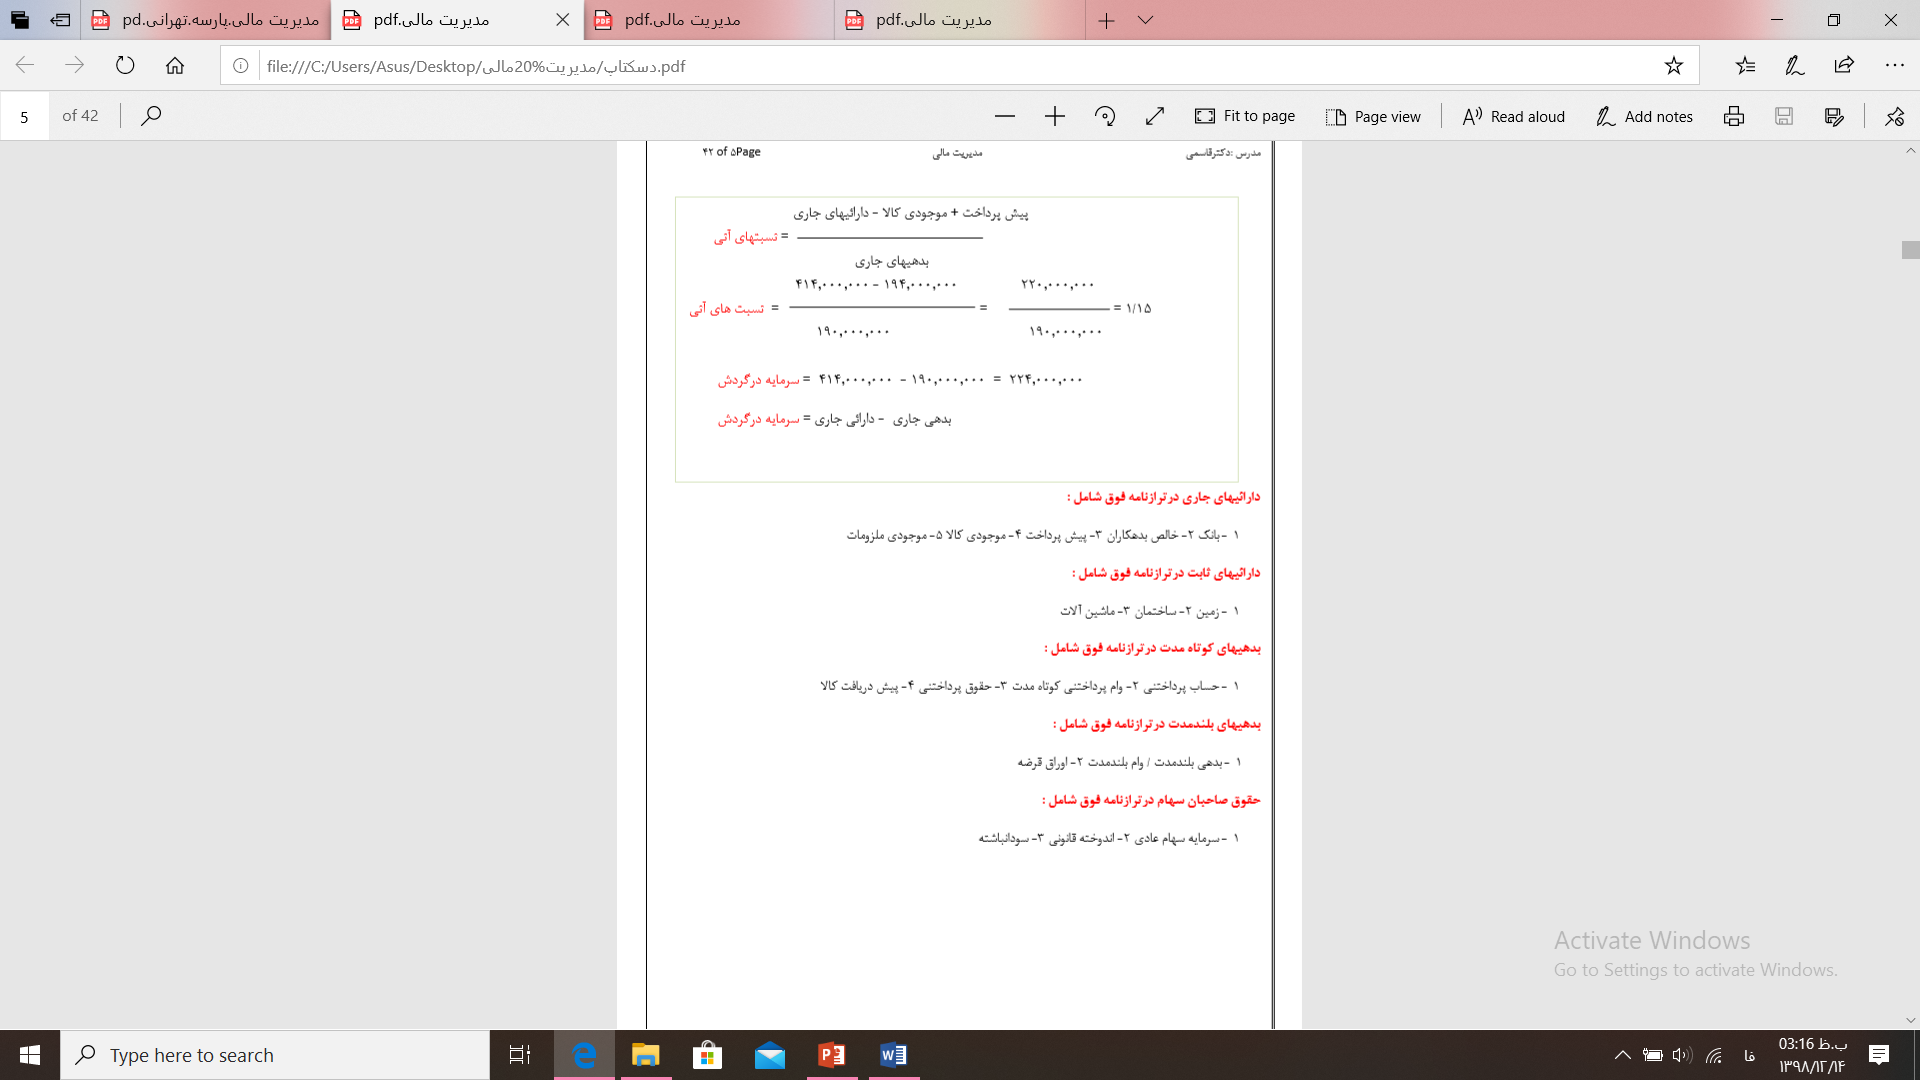 مدیریت مالی.پارسه.تهرانی.pd
مدیریت مالی.pdf
مدیریت مالی.pdf
مدیریت مالی.pdf
file:///C:/Users/Asus/Desktop/دسکتاپ/مدیریت%20مالی.pdf
5 of 42
Fit to page
Page view
Read aloud
Add notes
مدرس :دکترقاسمی
مدیریت مالی
۴۲ of ۵Page
پیش پرداخت + موجودی کالا - دارائیهای جاری
نسبتهای آنی =
بدهیهای جاری
۴۱۴,۰۰۰,۰۰۰ - ۱۹۴,۰۰۰,۰۰۰ ۲۲۰,۰۰۰,۰۰۰
نسبت های آنی = = = ۱/۱۵
۱۹۰,۰۰۰,۰۰۰ ۱۹۰,۰۰۰,۰۰۰
سرمایه درگردش = ۴۱۴,۰۰۰,۰۰۰ - ۱۹۰,۰۰۰,۰۰۰ = ۲۲۴,۰۰۰,۰۰۰
سرمایه درگردش = بدهی جاری - دارائی جاری
دارائیهای جاری درترازنامه فوق شامل :
۱ -بانک ۲- خالص بدهکاران ۳- پیش پرداخت ۴- موجودی کالا ۵- موجودی ملزومات
دارائیهای ثابت درترازنامه فوق شامل :
۱ -زمین ۲- ساختمان ۳- ماشین آلات
بدهیهای کوتاه مدت درترازنامه فوق شامل :
۱ -حساب پرداختنی ۲- وام پرداختنی کوتاه مدت ۳- حقوق پرداختنی ۴- پیش دریافت کالا
بدهیهای بلندمدت درترازنامه فوق شامل :
۱ -بدهی بلندمدت / وام بلندمدت ۲- اوراق قرضه
حقوق صاحبان سهام درترازنامه فوق شامل :
۱ -سرمایه سهام عادی ۲- اندوخته قانونی ۳- سودانباشته
Activate Windows
Go to Settings to activate Windows.
Type here to search
فا
03:16 ب.ظ
۱۳۹۸/۱۲/۱۴